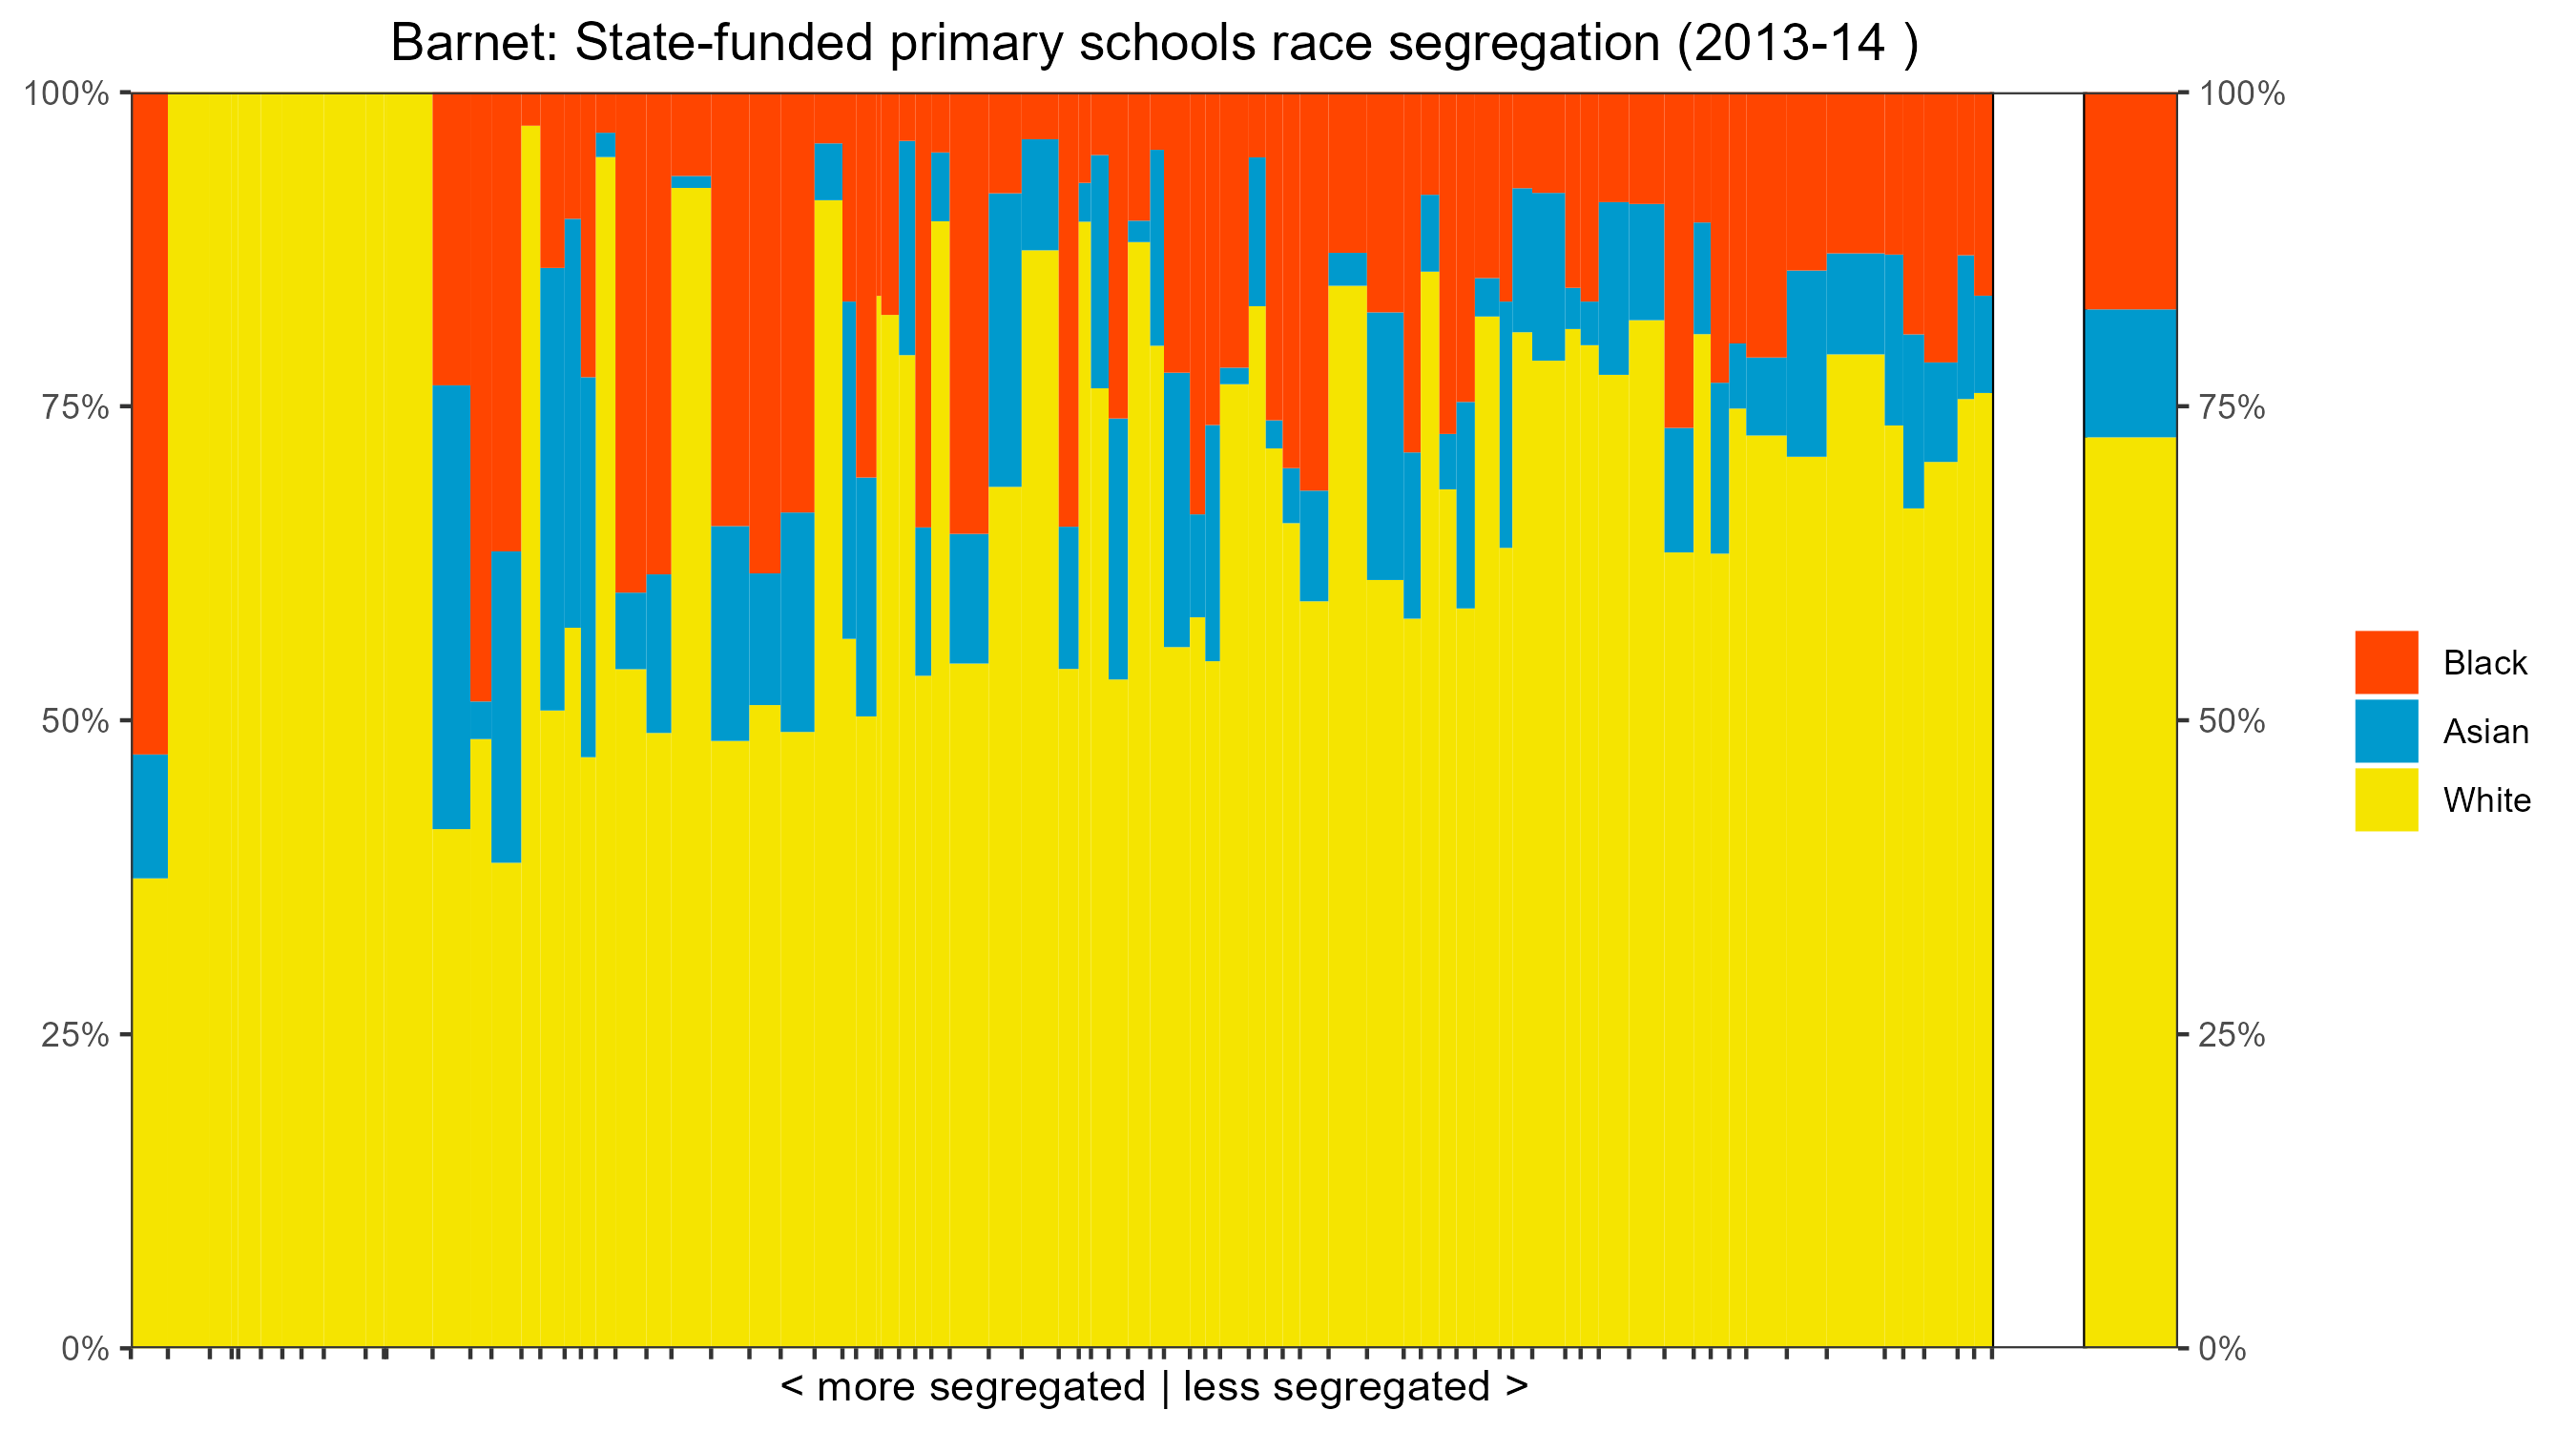 Barnet: State-funded primary schools race segregation (2013-14 )
100%
75%
50%
25%
0%
100%
75%
50%
25%
0%
Black
Asian
White
< more segregated | less segregated >